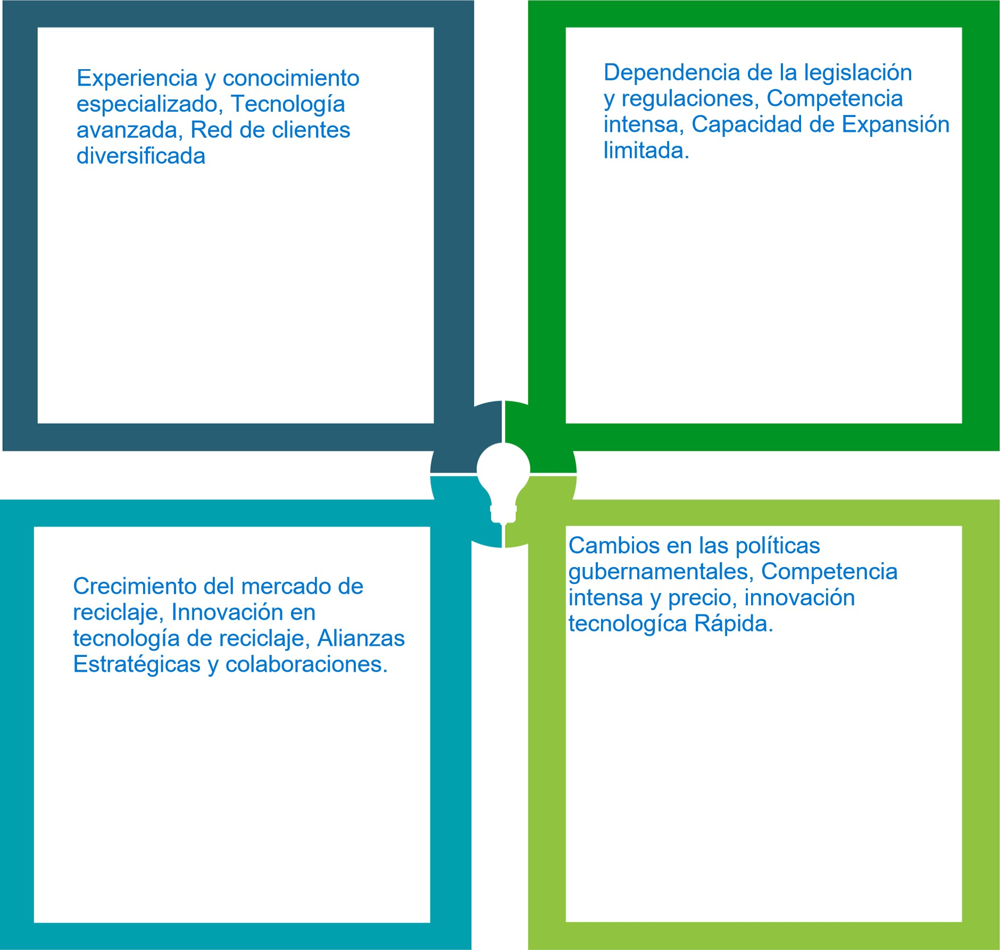 Experiencia y conocimiento
especializado, Tecnología
avanzada, Red de clientes
diversificada
Dependencia de la legislación
y regulaciones, Competencia
intensa, Capacidad de Expansión
limitada.
Crecimiento del mercado de
reciclaje, Innovación en
tecnología de reciclaje, Alianzas
Estratégicas y colaboraciones.
Cambios en las políticas
gubernamentales, Competencia
intensa y precio, innovación
tecnologíca Rápida.